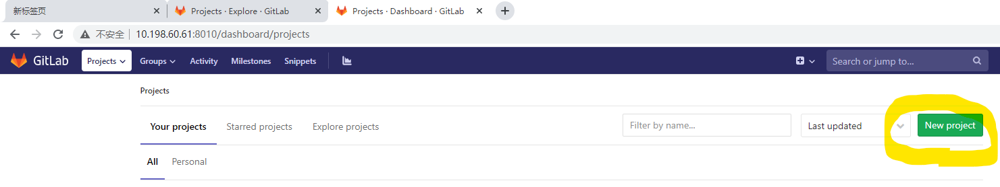 新标签页 Projects · Explore · GitLab Projects · Dashboard · GitLab
不安全 10.198.60.61:8010/dashboard/projects
GitLab Projects Groups Activity Milestones Snippets Search or jump to...
Projects
Your projects Starred projects Explore projects Filter by name... Last updated New project
All Personal